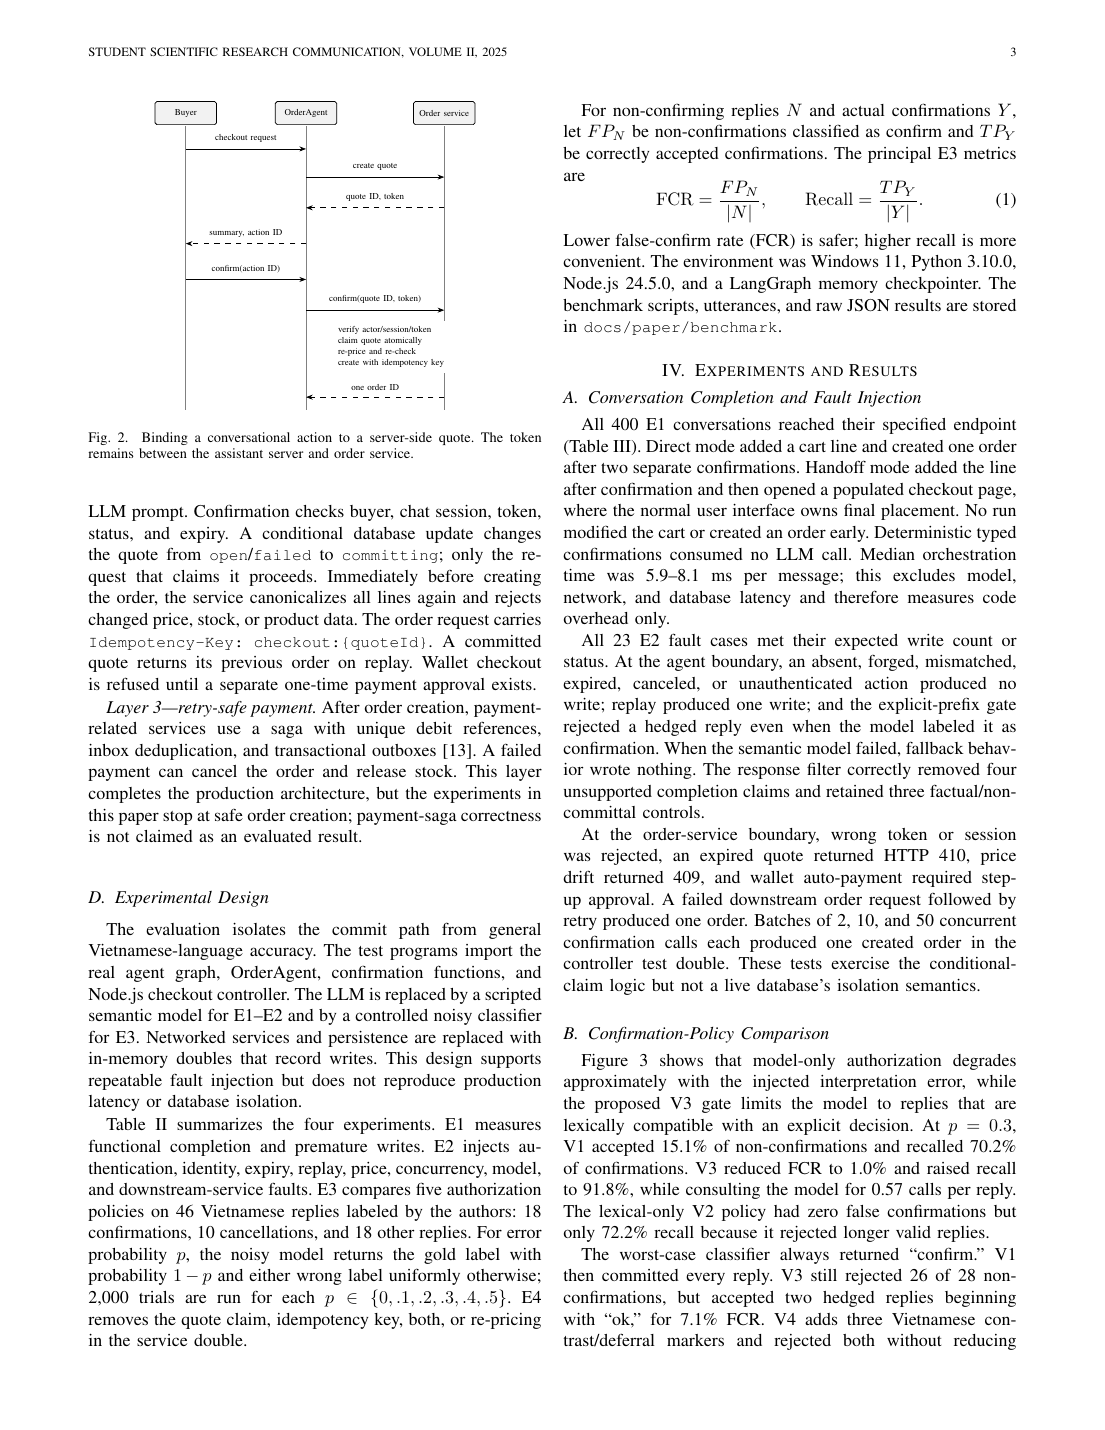 STUDENT SCIENTIFIC RESEARCH COMMUNICATION, VOLUME II, 2025
3
Buyer
OrderAgent
Order service
checkout request
create quote
quote ID, token
summary, action ID
confirm(action ID)
confirm(quote ID, token)
verify actor/session/token
claim quote atomically
re-price and re-check
create with idempotency key
one order ID
Fig. 2. Binding a conversational action to a server-side quote. The token
remains between the assistant server and order service.
LLM prompt. Confirmation checks buyer, chat session, token,
status, and expiry. A conditional database update changes
the quote from open/failed to committing; only the re-
quest that claims it proceeds. Immediately before creating
the order, the service canonicalizes all lines again and rejects
changed price, stock, or product data. The order request carries
Idempotency-Key: checkout:{quoteId}. A committed
quote returns its previous order on replay. Wallet checkout
is refused until a separate one-time payment approval exists.
Layer 3—retry-safe payment. After order creation, payment-
related services use a saga with unique debit references,
inbox deduplication, and transactional outboxes [13]. A failed
payment can cancel the order and release stock. This layer
completes the production architecture, but the experiments in
this paper stop at safe order creation; payment-saga correctness
is not claimed as an evaluated result.
D. Experimental Design
The evaluation isolates the commit path from general
Vietnamese-language accuracy. The test programs import the
real agent graph, OrderAgent, confirmation functions, and
Node.js checkout controller. The LLM is replaced by a scripted
semantic model for E1–E2 and by a controlled noisy classifier
for E3. Networked services and persistence are replaced with
in-memory doubles that record writes. This design supports
repeatable fault injection but does not reproduce production
latency or database isolation.
Table II summarizes the four experiments. E1 measures
functional completion and premature writes. E2 injects au-
thentication, identity, expiry, replay, price, concurrency, model,
and downstream-service faults. E3 compares five authorization
policies on 46 Vietnamese replies labeled by the authors: 18
confirmations, 10 cancellations, and 18 other replies. For error
probability p, the noisy model returns the gold label with
probability 1 − p and either wrong label uniformly otherwise;
2,000 trials are run for each p ∈ {0, .1, .2, .3, .4, .5}. E4
removes the quote claim, idempotency key, both, or re-pricing
in the service double.
For non-confirming replies N and actual confirmations Y,
let FP_N be non-confirmations classified as confirm and TP_Y
be correctly accepted confirmations. The principal E3 metrics
are
FCR = FP_N / |N|, Recall = TP_Y / |Y|. (1)
Lower false-confirm rate (FCR) is safer; higher recall is more
convenient. The environment was Windows 11, Python 3.10.0,
Node.js 24.5.0, and a LangGraph memory checkpointer. The
benchmark scripts, utterances, and raw JSON results are stored
in docs/paper/benchmark.
IV. EXPERIMENTS AND RESULTS
A. Conversation Completion and Fault Injection
All 400 E1 conversations reached their specified endpoint
(Table III). Direct mode added a cart line and created one order
after two separate confirmations. Handoff mode added the line
after confirmation and then opened a populated checkout page,
where the normal user interface owns final placement. No run
modified the cart or created an order early. Deterministic typed
confirmations consumed no LLM call. Median orchestration
time was 5.9–8.1 ms per message; this excludes model,
network, and database latency and therefore measures code
overhead only.
All 23 E2 fault cases met their expected write count or
status. At the agent boundary, an absent, forged, mismatched,
expired, canceled, or unauthenticated action produced no
write; replay produced one write; and the explicit-prefix gate
rejected a hedged reply even when the model labeled it as
confirmation. When the semantic model failed, fallback behav-
ior wrote nothing. The response filter correctly removed four
unsupported completion claims and retained three factual/non-
committal controls.
At the order-service boundary, wrong token or session
was rejected, an expired quote returned HTTP 410, price
drift returned 409, and wallet auto-payment required step-
up approval. A failed downstream order request followed by
retry produced one order. Batches of 2, 10, and 50 concurrent
confirmation calls each produced one created order in the
controller test double. These tests exercise the conditional-
claim logic but not a live database's isolation semantics.
B. Confirmation-Policy Comparison
Figure 3 shows that model-only authorization degrades
approximately with the injected interpretation error, while
the proposed V3 gate limits the model to replies that are
lexically compatible with an explicit decision. At p = 0.3,
V1 accepted 15.1% of non-confirmations and recalled 70.2%
of confirmations. V3 reduced FCR to 1.0% and raised recall
to 91.8%, while consulting the model for 0.57 calls per reply.
The lexical-only V2 policy had zero false confirmations but
only 72.2% recall because it rejected longer valid replies.
The worst-case classifier always returned “confirm.” V1
then committed every reply. V3 still rejected 26 of 28 non-
confirmations, but accepted two hedged replies beginning
with “ok,” for 7.1% FCR. V4 adds three Vietnamese con-
trast/deferral markers and rejected both without reducing